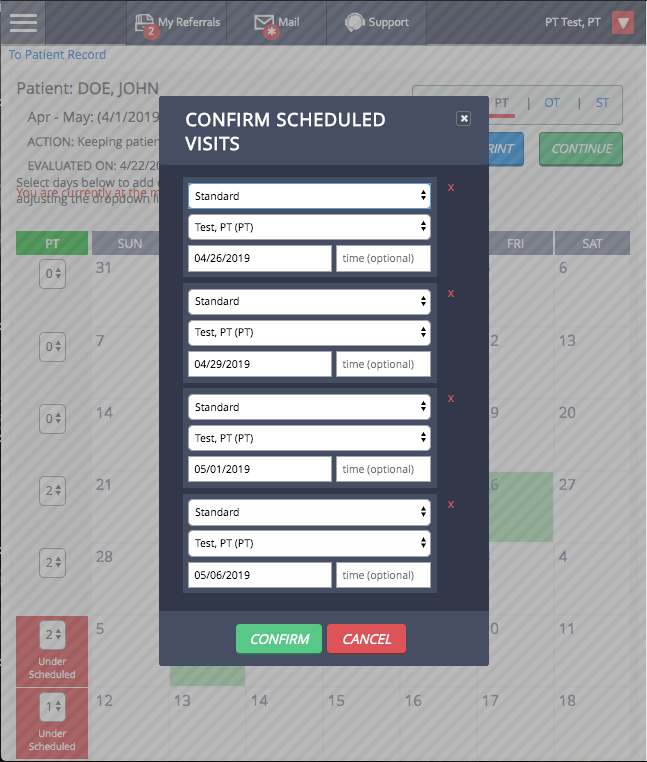 My Referrals
2
Mail
Support
PT Test, PT
To Patient Record
Patient: DOE, JOHN
Apr - May: (4/1/2019
PT | OT | ST
ACTION: Keeping patien
CONTINUE
EVALUATED ON: 4/22/20
Select days below to add
You are currently at the m
adjusting the dropdown
CONFIRM SCHEDULED
VISITS
x
Standard
Test, PT (PT)
04/26/2019 time (optional)
x
Standard
Test, PT (PT)
04/29/2019 time (optional)
x
Standard
Test, PT (PT)
05/01/2019 time (optional)
x
Standard
Test, PT (PT)
05/06/2019 time (optional)
CONFIRM CANCEL
PT SUN FRI SAT
0 31 6
0 7 2 13
0 14 9 20
2 21 6 27
2 28 4
2 5 0 11
Under
Scheduled
1 12 13 14 15 16 17 18
Under
Scheduled